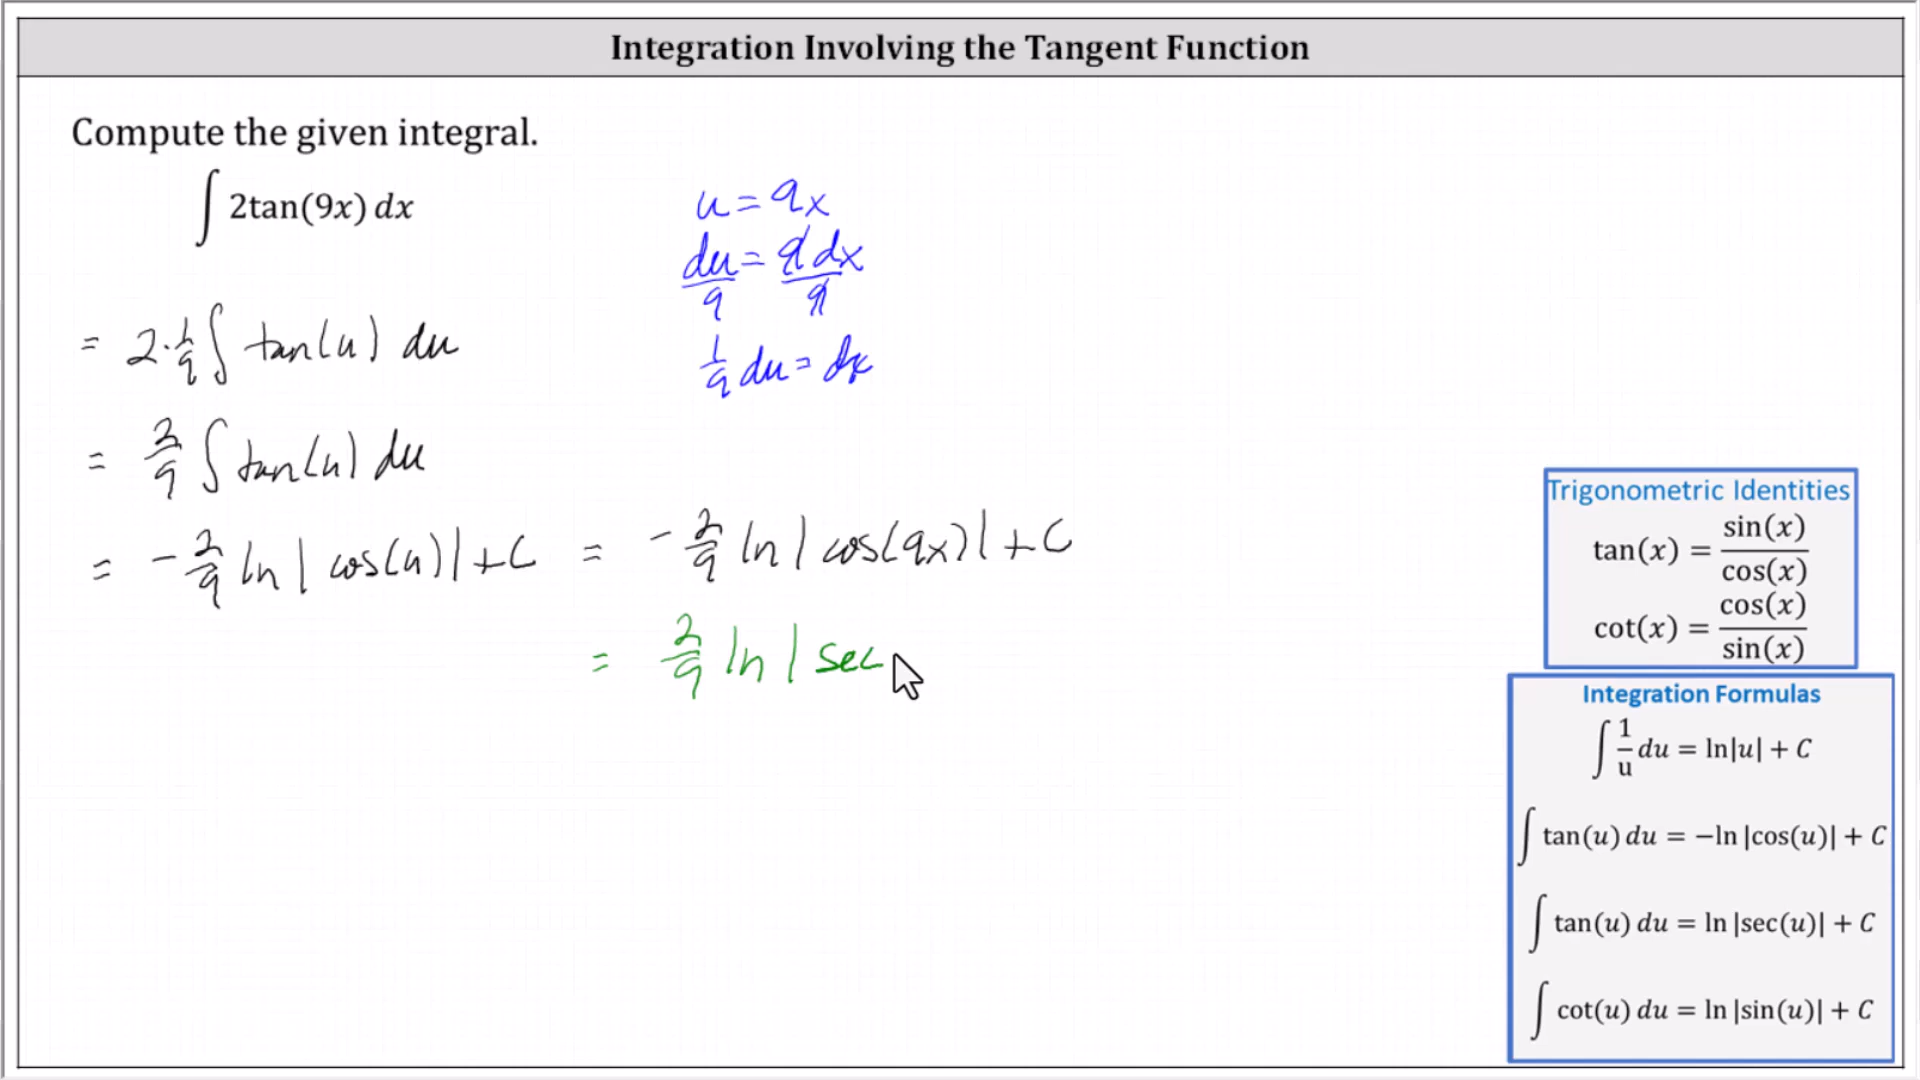 Integration Involving the Tangent Function
Compute the given integral.
∫ 2tan(9x) dx
u = 9x
du/9 = 9dx/9
1/9 du = dx
= 2·1/9 ∫ tan(u) du
= 2/9 ∫ tan(u) du
= -2/9 ln|cos(u)|+C = -2/9 ln|cos(9x)|+C
= 2/9 ln|sec
Trigonometric Identities
tan(x) = sin(x)/cos(x)
cot(x) = cos(x)/sin(x)
Integration Formulas
∫ 1/u du = ln|u| + C
∫ tan(u) du = −ln |cos(u)| + C
∫ tan(u) du = ln |sec(u)| + C
∫ cot(u) du = ln |sin(u)| + C